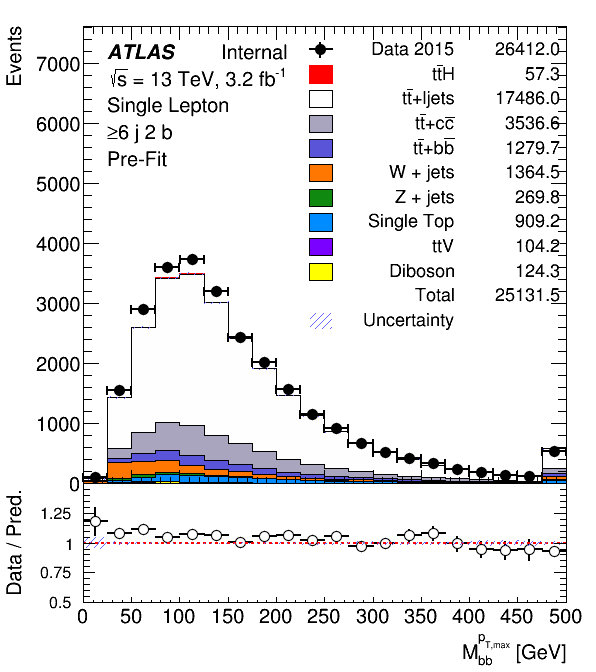 Events
7000
6000
5000
4000
3000
2000
1000
0
ATLAS Internal
√s = 13 TeV, 3.2 fb⁻¹
Single Lepton
≥6 j 2 b
Pre-Fit
Data 2015 26412.0
tt̄H 57.3
tt̄+ljets 17486.0
tt̄+cc̄ 3536.6
tt̄+bb̄ 1279.7
W + jets 1364.5
Z + jets 269.8
Single Top 909.2
ttV 104.2
Diboson 124.3
Total 25131.5
Uncertainty
Data / Pred.
1.25
1
0.75
0.5
0 50 100 150 200 250 300 350 400 450 500
M_bb^pT,max [GeV]